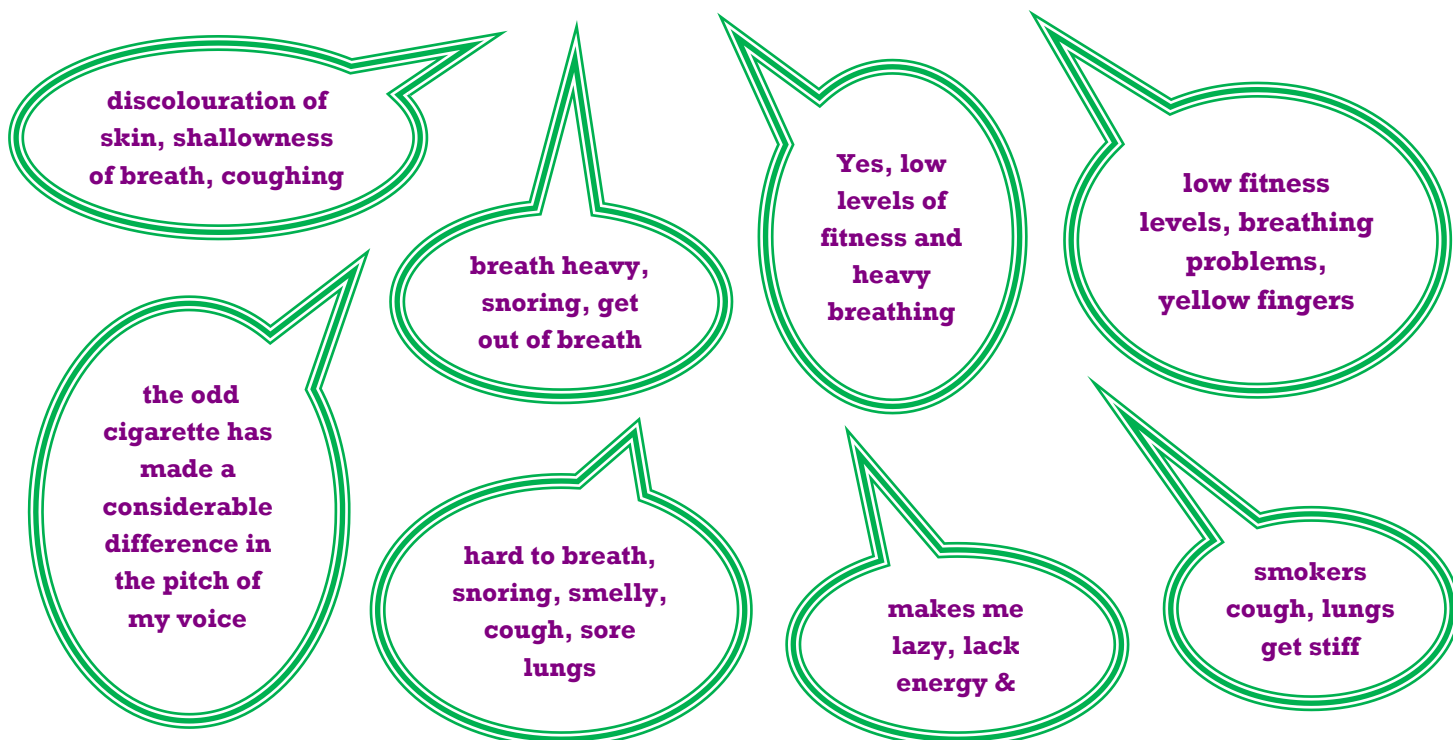 discolouration of
skin, shallowness
of breath, coughing
breath heavy,
snoring, get
out of breath
Yes, low
levels of
fitness and
heavy
breathing
low fitness
levels, breathing
problems,
yellow fingers
the odd
cigarette has
made a
considerable
difference in
the pitch of
my voice
hard to breath,
snoring, smelly,
cough, sore
lungs
makes me
lazy, lack
energy &
smokers
cough, lungs
get stiff